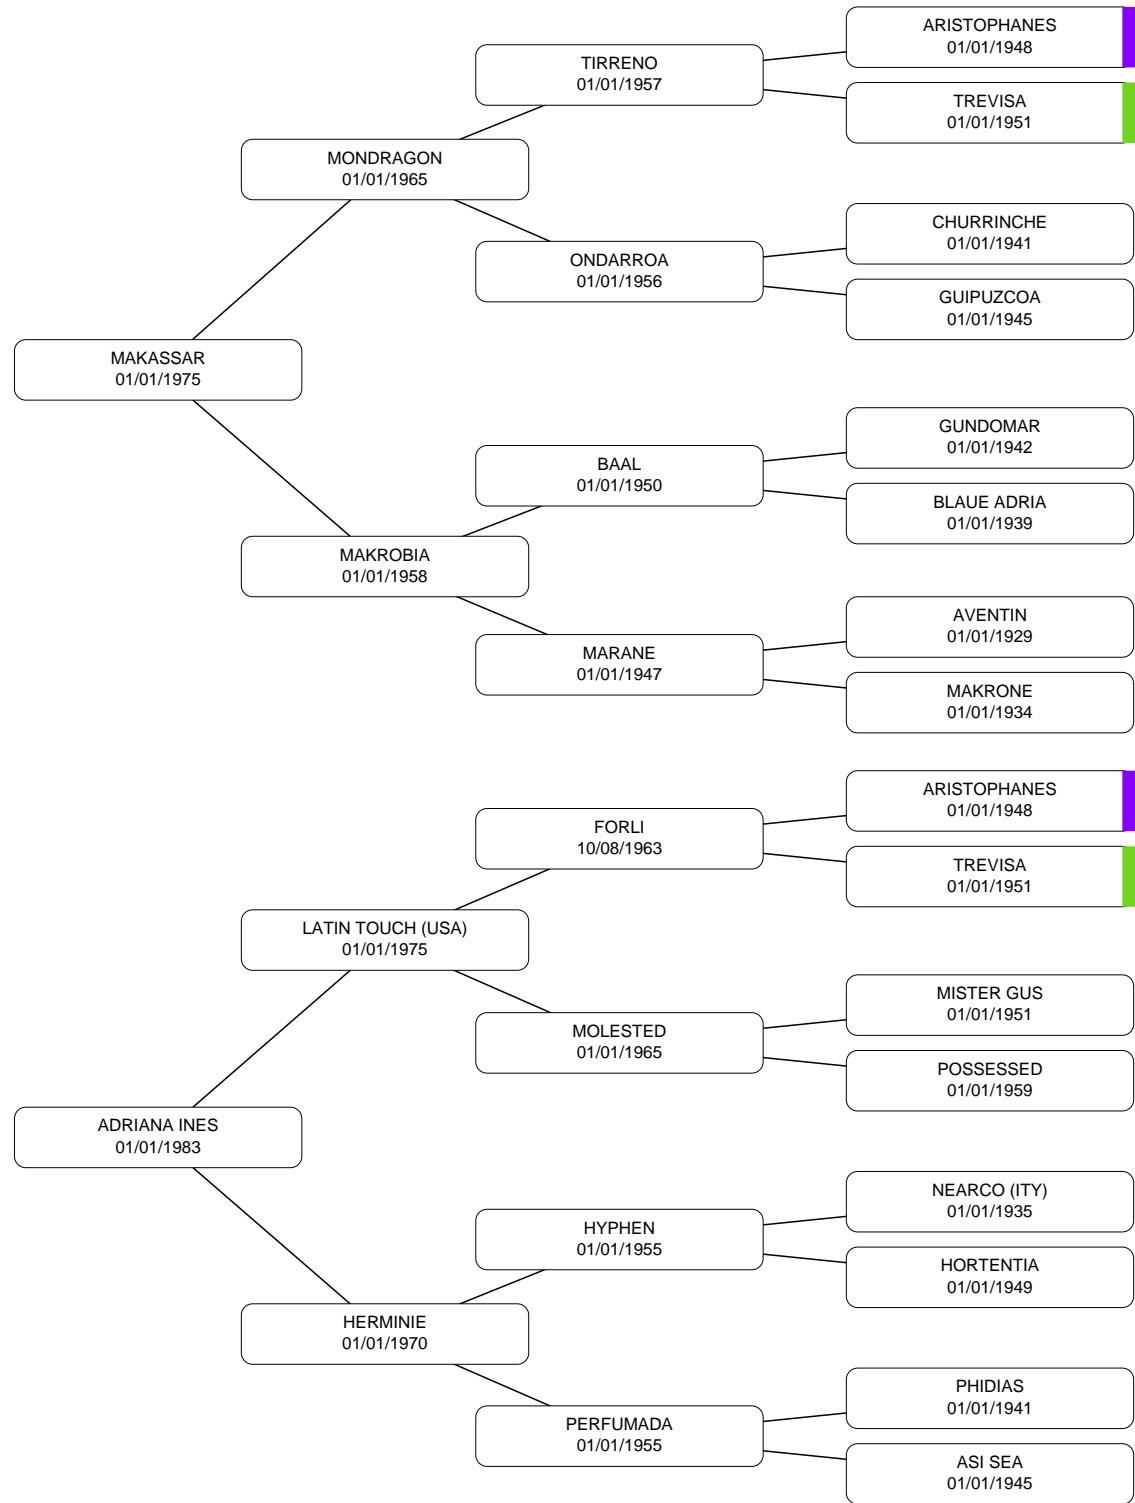 ARISTOPHANES
01/01/1948
TIRRENO
01/01/1957
TREVISA
01/01/1951
MONDRAGON
01/01/1965
CHURRINCHE
01/01/1941
ONDARROA
01/01/1956
GUIPUZCOA
01/01/1945
MAKASSAR
01/01/1975
GUNDOMAR
01/01/1942
BAAL
01/01/1950
BLAUE ADRIA
01/01/1939
MAKROBIA
01/01/1958
AVENTIN
01/01/1929
MARANE
01/01/1947
MAKRONE
01/01/1934
ARISTOPHANES
01/01/1948
FORLI
10/08/1963
TREVISA
01/01/1951
LATIN TOUCH (USA)
01/01/1975
MISTER GUS
01/01/1951
MOLESTED
01/01/1965
POSSESSED
01/01/1959
ADRIANA INES
01/01/1983
NEARCO (ITY)
01/01/1935
HYPHEN
01/01/1955
HORTENTIA
01/01/1949
HERMINIE
01/01/1970
PHIDIAS
01/01/1941
PERFUMADA
01/01/1955
ASI SEA
01/01/1945